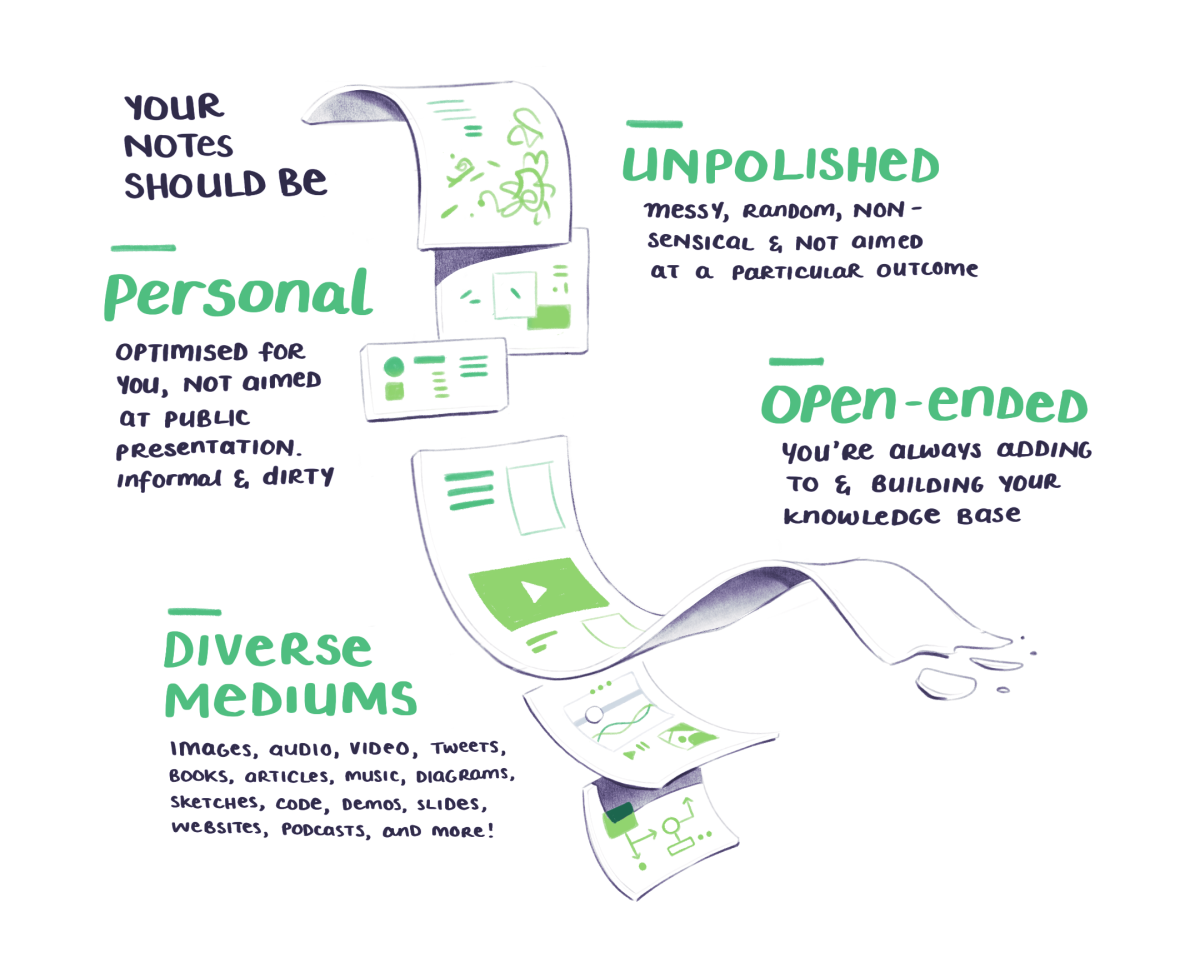 YOUR
NOTES
SHOULD BE
Personal
OPTIMISED FOR
YOU, NOT AIMED
AT PUBLIC
PRESENTATION.
Informal & DIRTY
UNPOLISHED
MESSY, RANDOM, NON-
SENSICAL & NOT AIMED
AT A PARTICULAR OUTCOME
OPEN-ENDED
YOU'RE ALWAYS ADDING
TO & BUILDING YOUR
KNOWLEDGE BASE
DIVERSE
MEDIUMS
IMAGES, AUDIO, VIDEO, TWEETS,
BOOKS, ARTICLES, MUSIC, DIAGRAMS,
SKETCHES, CODE, DEMOS, SLIDES,
WEBSITES, PODCASTS, AND MORE!